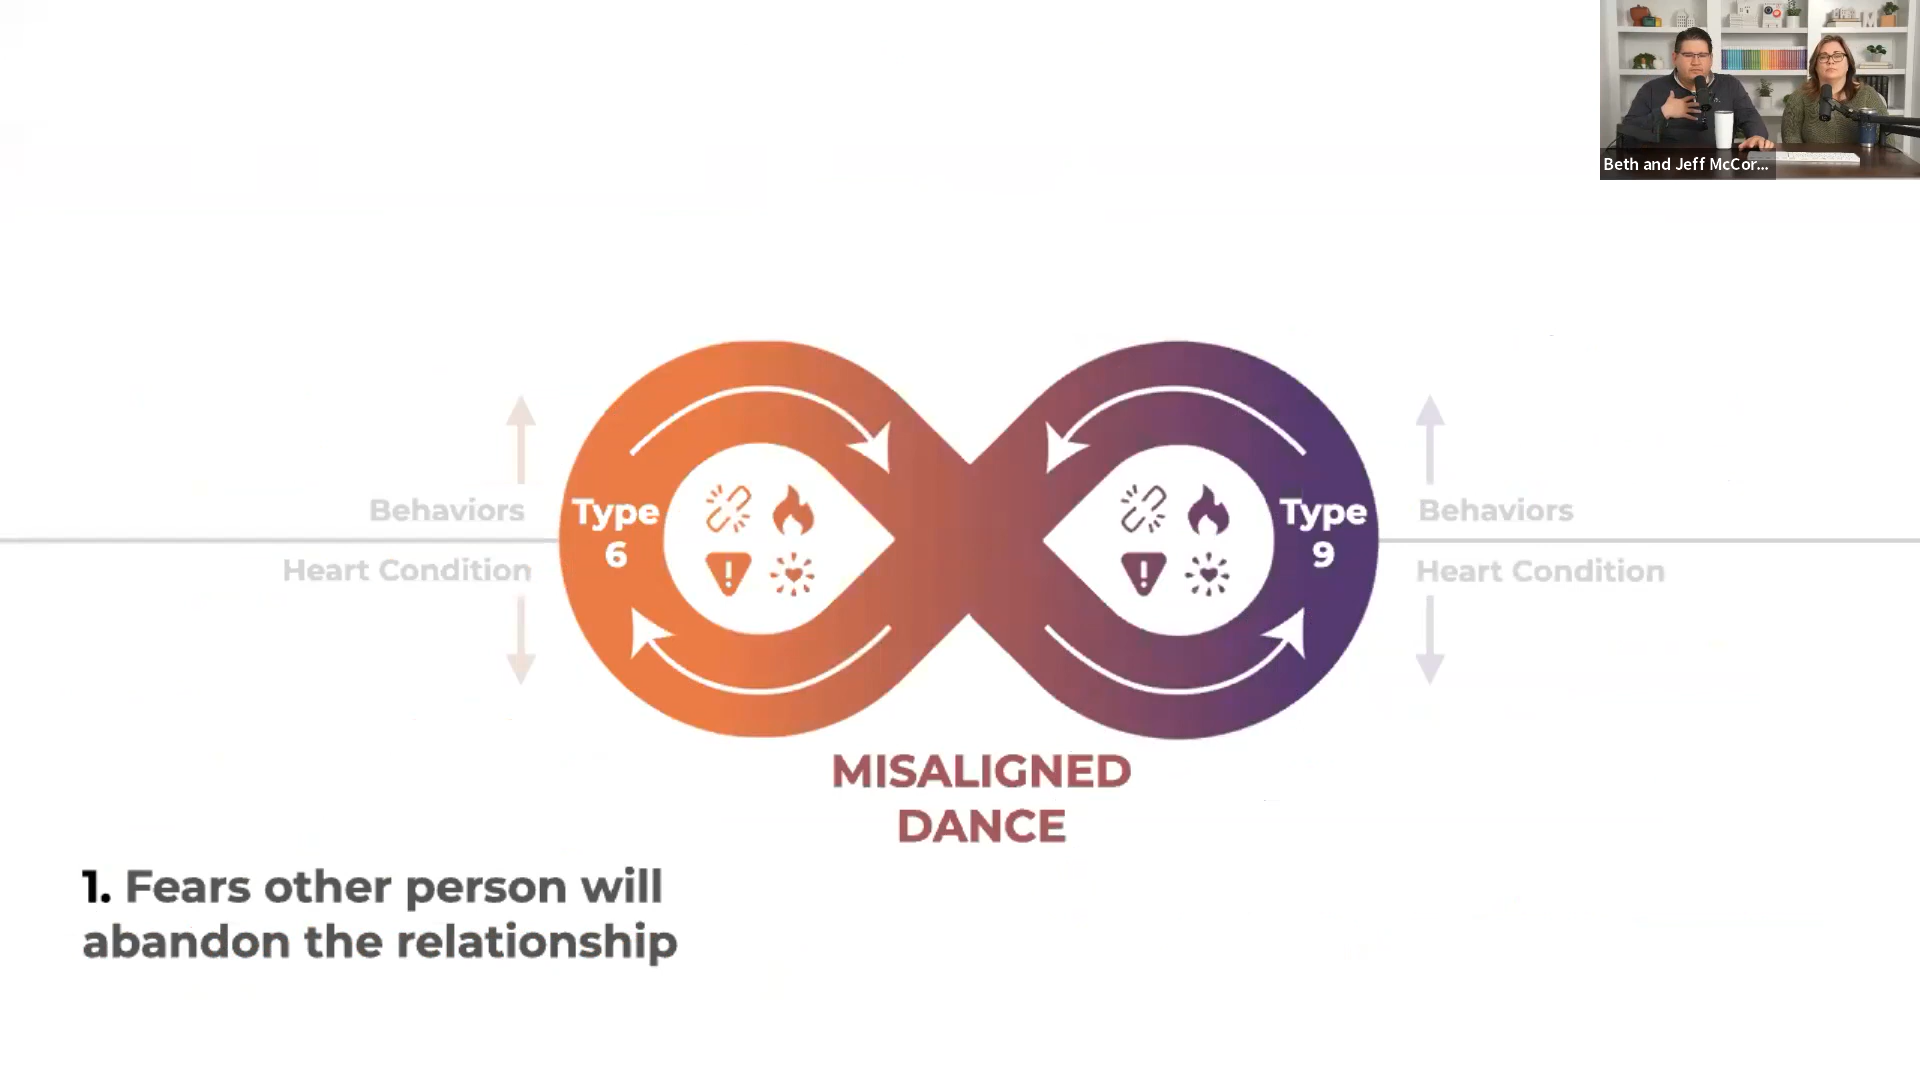 Beth and Jeff McCor...
Behaviors
Heart Condition
Type
6
!
!
Type
9
Behaviors
Heart Condition
MISALIGNED
DANCE
1. Fears other person will
abandon the relationship